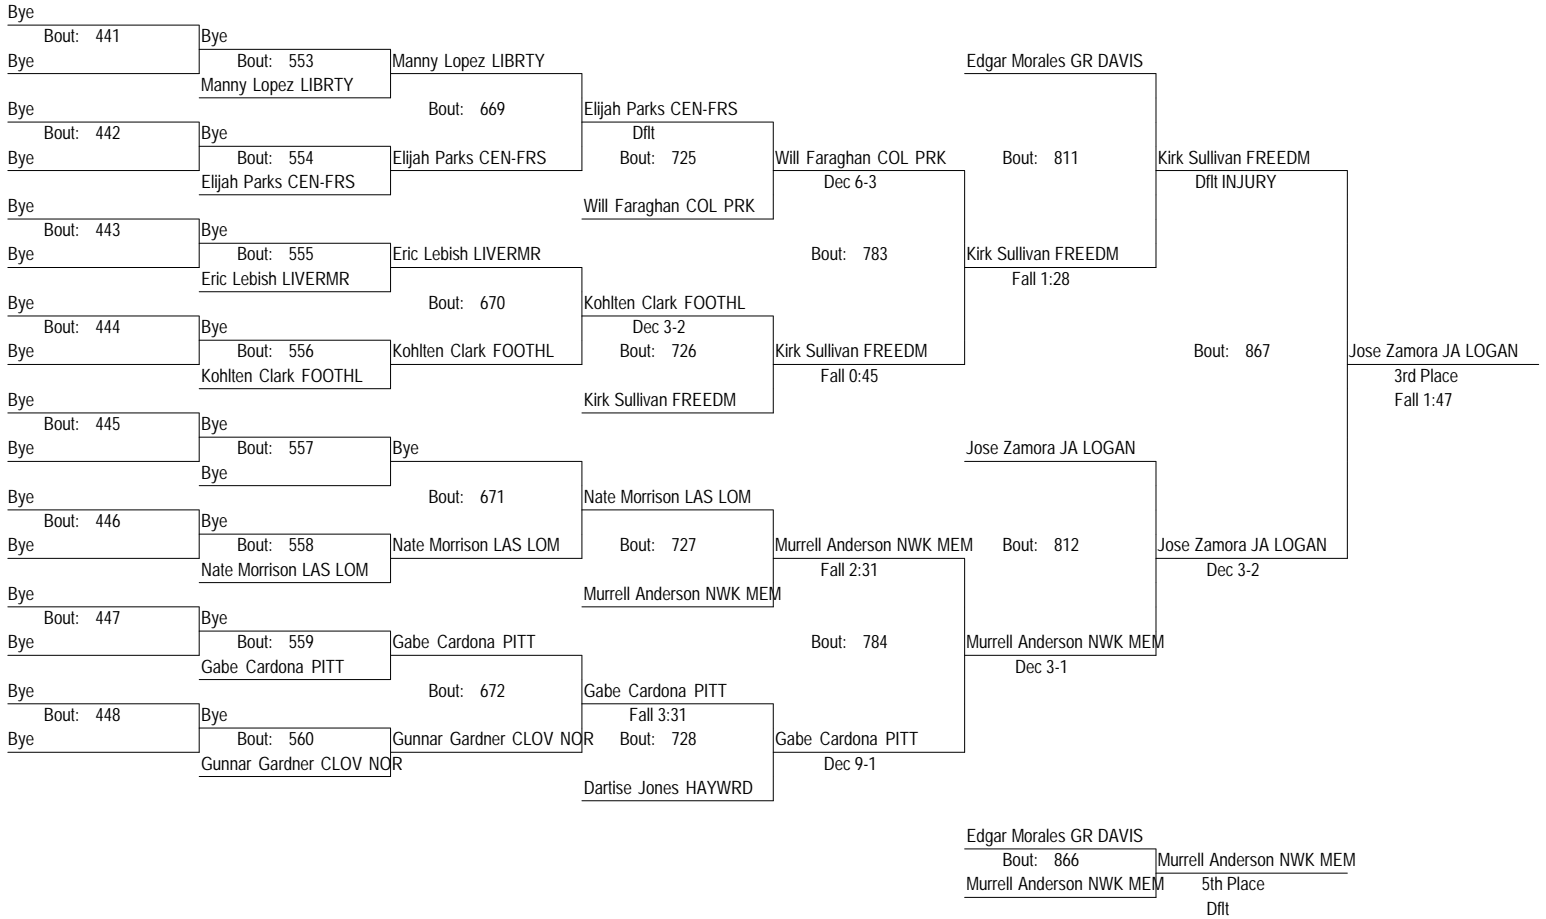 Bye
Bout: 441
Bye
Bye
Bout: 553
Manny Lopez LIBRTY
Manny Lopez LIBRTY
Bout: 669
Bye
Bout: 442
Bye
Bye
Bout: 554
Elijah Parks CEN-FRS
Elijah Parks CEN-FRS
Elijah Parks CEN-FRS
Dflt
Bout: 725
Will Faraghan COL PRK
Will Faraghan COL PRK
Dec 6-3
Bye
Bout: 443
Bye
Bye
Bout: 555
Eric Lebish LIVERMR
Eric Lebish LIVERMR
Bout: 670
Bye
Bout: 444
Bye
Bye
Bout: 556
Kohlten Clark FOOTHL
Kohlten Clark FOOTHL
Kohlten Clark FOOTHL
Dec 3-2
Bout: 726
Kirk Sullivan FREEDM
Kirk Sullivan FREEDM
Fall 0:45
Bout: 783
Edgar Morales GR DAVIS
Bout: 811
Kirk Sullivan FREEDM
Fall 1:28
Kirk Sullivan FREEDM
Dflt INJURY
Bye
Bout: 445
Bye
Bye
Bout: 557
Bye
Bye
Bout: 671
Bye
Bout: 446
Bye
Bye
Bout: 558
Nate Morrison LAS LOM
Nate Morrison LAS LOM
Nate Morrison LAS LOM
Bout: 727
Murrell Anderson NWK MEM
Murrell Anderson NWK MEM
Fall 2:31
Bye
Bout: 447
Bye
Bye
Bout: 559
Gabe Cardona PITT
Gabe Cardona PITT
Bout: 672
Bye
Bout: 448
Bye
Bye
Bout: 560
Gunnar Gardner CLOV NOR
Gunnar Gardner CLOV NOR
Gabe Cardona PITT
Fall 3:31
Bout: 728
Dartise Jones HAYWRD
Gabe Cardona PITT
Dec 9-1
Bout: 784
Jose Zamora JA LOGAN
Bout: 812
Murrell Anderson NWK MEM
Dec 3-1
Jose Zamora JA LOGAN
Dec 3-2
Bout: 867
Jose Zamora JA LOGAN
3rd Place
Fall 1:47
Edgar Morales GR DAVIS
Bout: 866
Murrell Anderson NWK MEM
Murrell Anderson NWK MEM
5th Place
Dflt